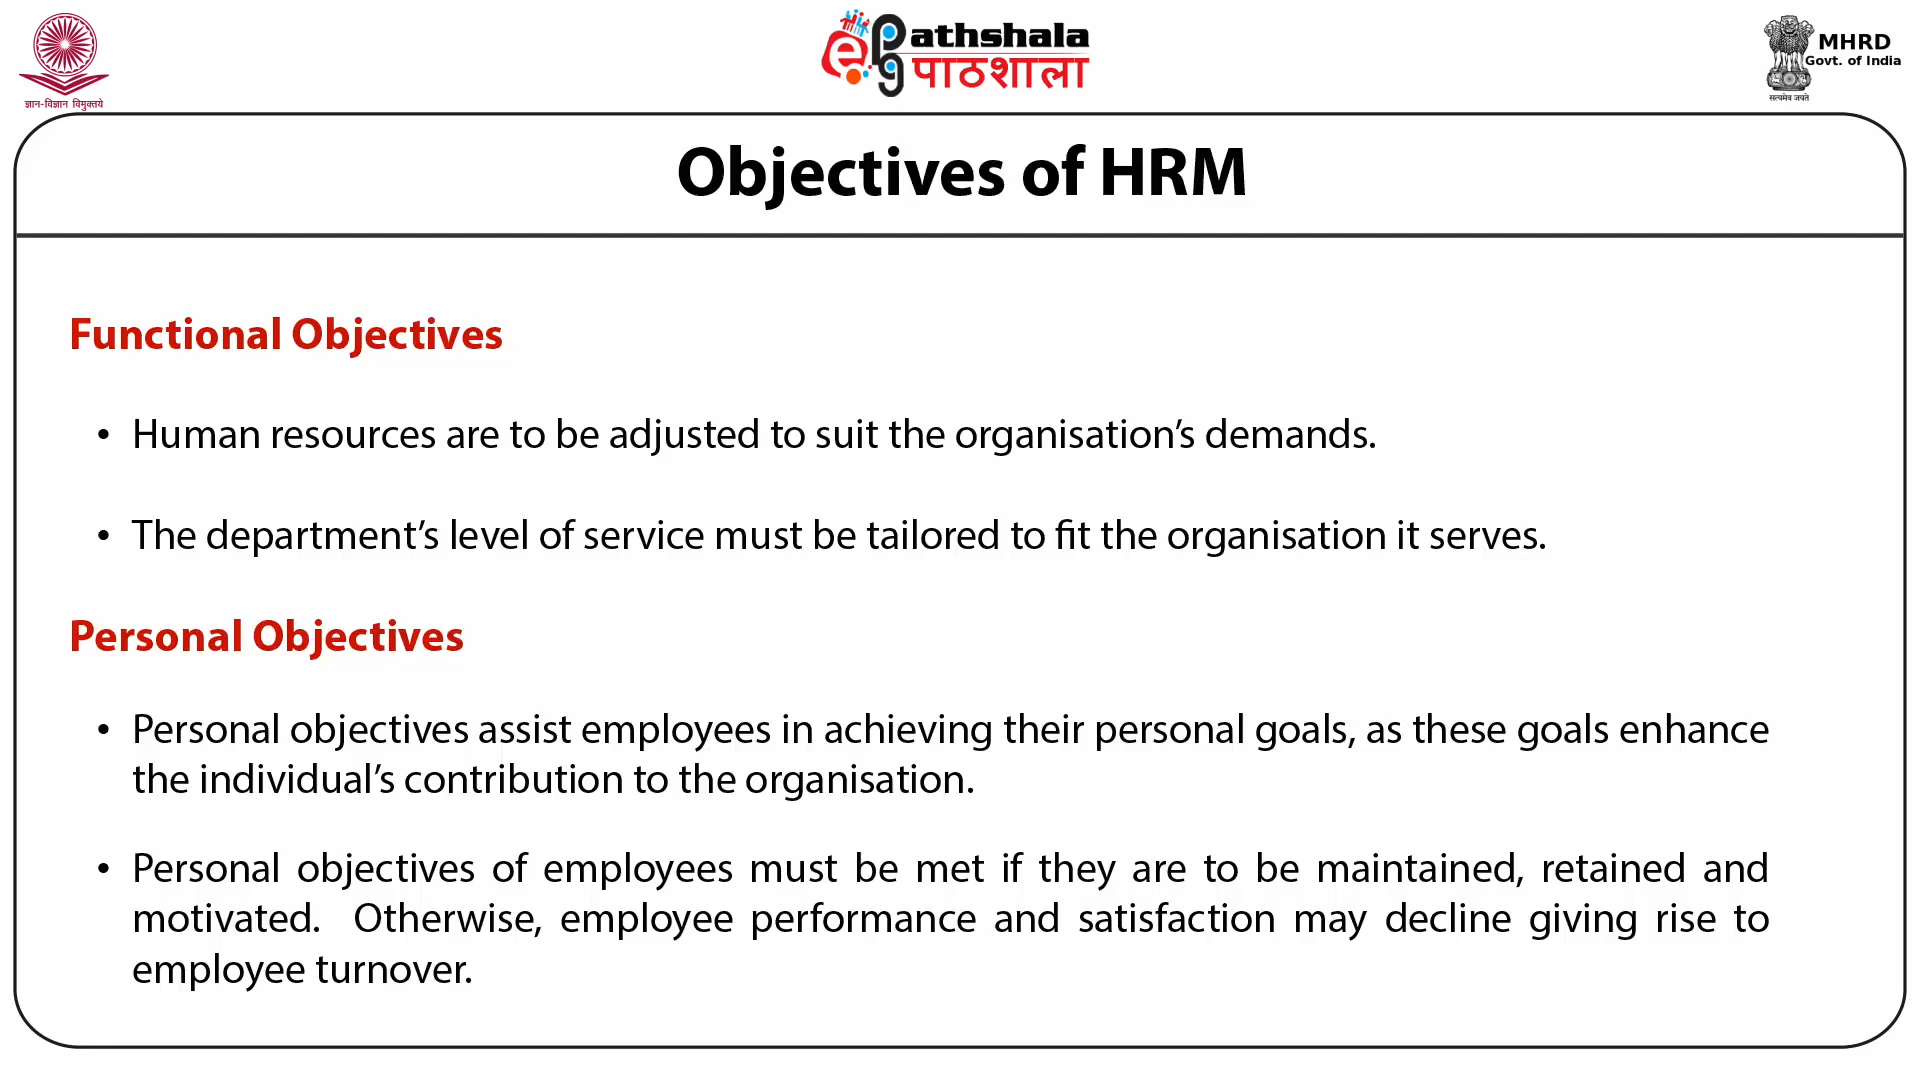 ज्ञान-विज्ञान विमुक्तये
ePathshala
पाठशाला
MHRD
Govt. of India
सत्यमेव जयते
Objectives of HRM
Functional Objectives
• Human resources are to be adjusted to suit the organisation’s demands.
• The department’s level of service must be tailored to fit the organisation it serves.
Personal Objectives
• Personal objectives assist employees in achieving their personal goals, as these goals enhance
the individual’s contribution to the organisation.
• Personal objectives of employees must be met if they are to be maintained, retained and
motivated.  Otherwise, employee performance and satisfaction may decline giving rise to
employee turnover.